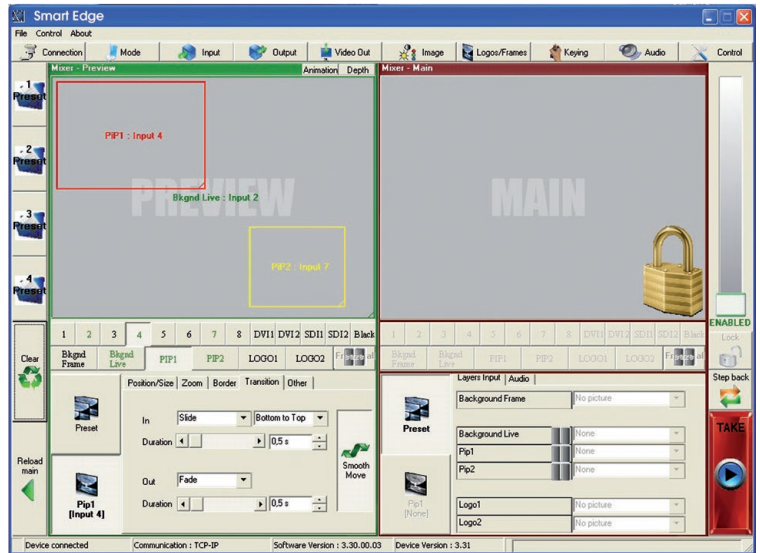 Smart Edge
File Control About
Connection Mode Input Output Video Out Image Logos/Frames Keying Audio Control
Mixer - Preview Animation Depth Mixer - Main
1 Preset
2 Preset
3 Preset
4 Preset
PiP1 : Input 4
PREVIEW
Bkgnd Live : Input 2
PiP2 : Input 7
MAIN
ENABLED
1 2 3 4 5 6 7 8 DVI1 DVI2 SDI1 SDI2 Black
1 2 3 4 5 6 7 8 DVI1 DVI2 SDI1 SDI2 Black
Lock
Clear
Bkgnd Frame Bkgnd Live PIP1 PIP2 LOGO1 LOGO2
Bkgnd Frame Bkgnd Live PIP1 PIP2 LOGO1 LOGO2
Step back
Position/Size Zoom Border Transition Other
Preset
In Slide Bottom to Top
Duration 0,5 s
Smooth Move
Out Fade
Duration 0,5 s
Pip1 [Input 4]
Reload main
Layers Input Audio
Preset
Background Frame No picture
Background Live None
Pip1 None
Pip2 None
Pip1 [None]
Logo1 No picture
Logo2 No picture
TAKE
Device connected Communication : TCP-IP Software Version : 3.30.00.03 Device Version : 3.31